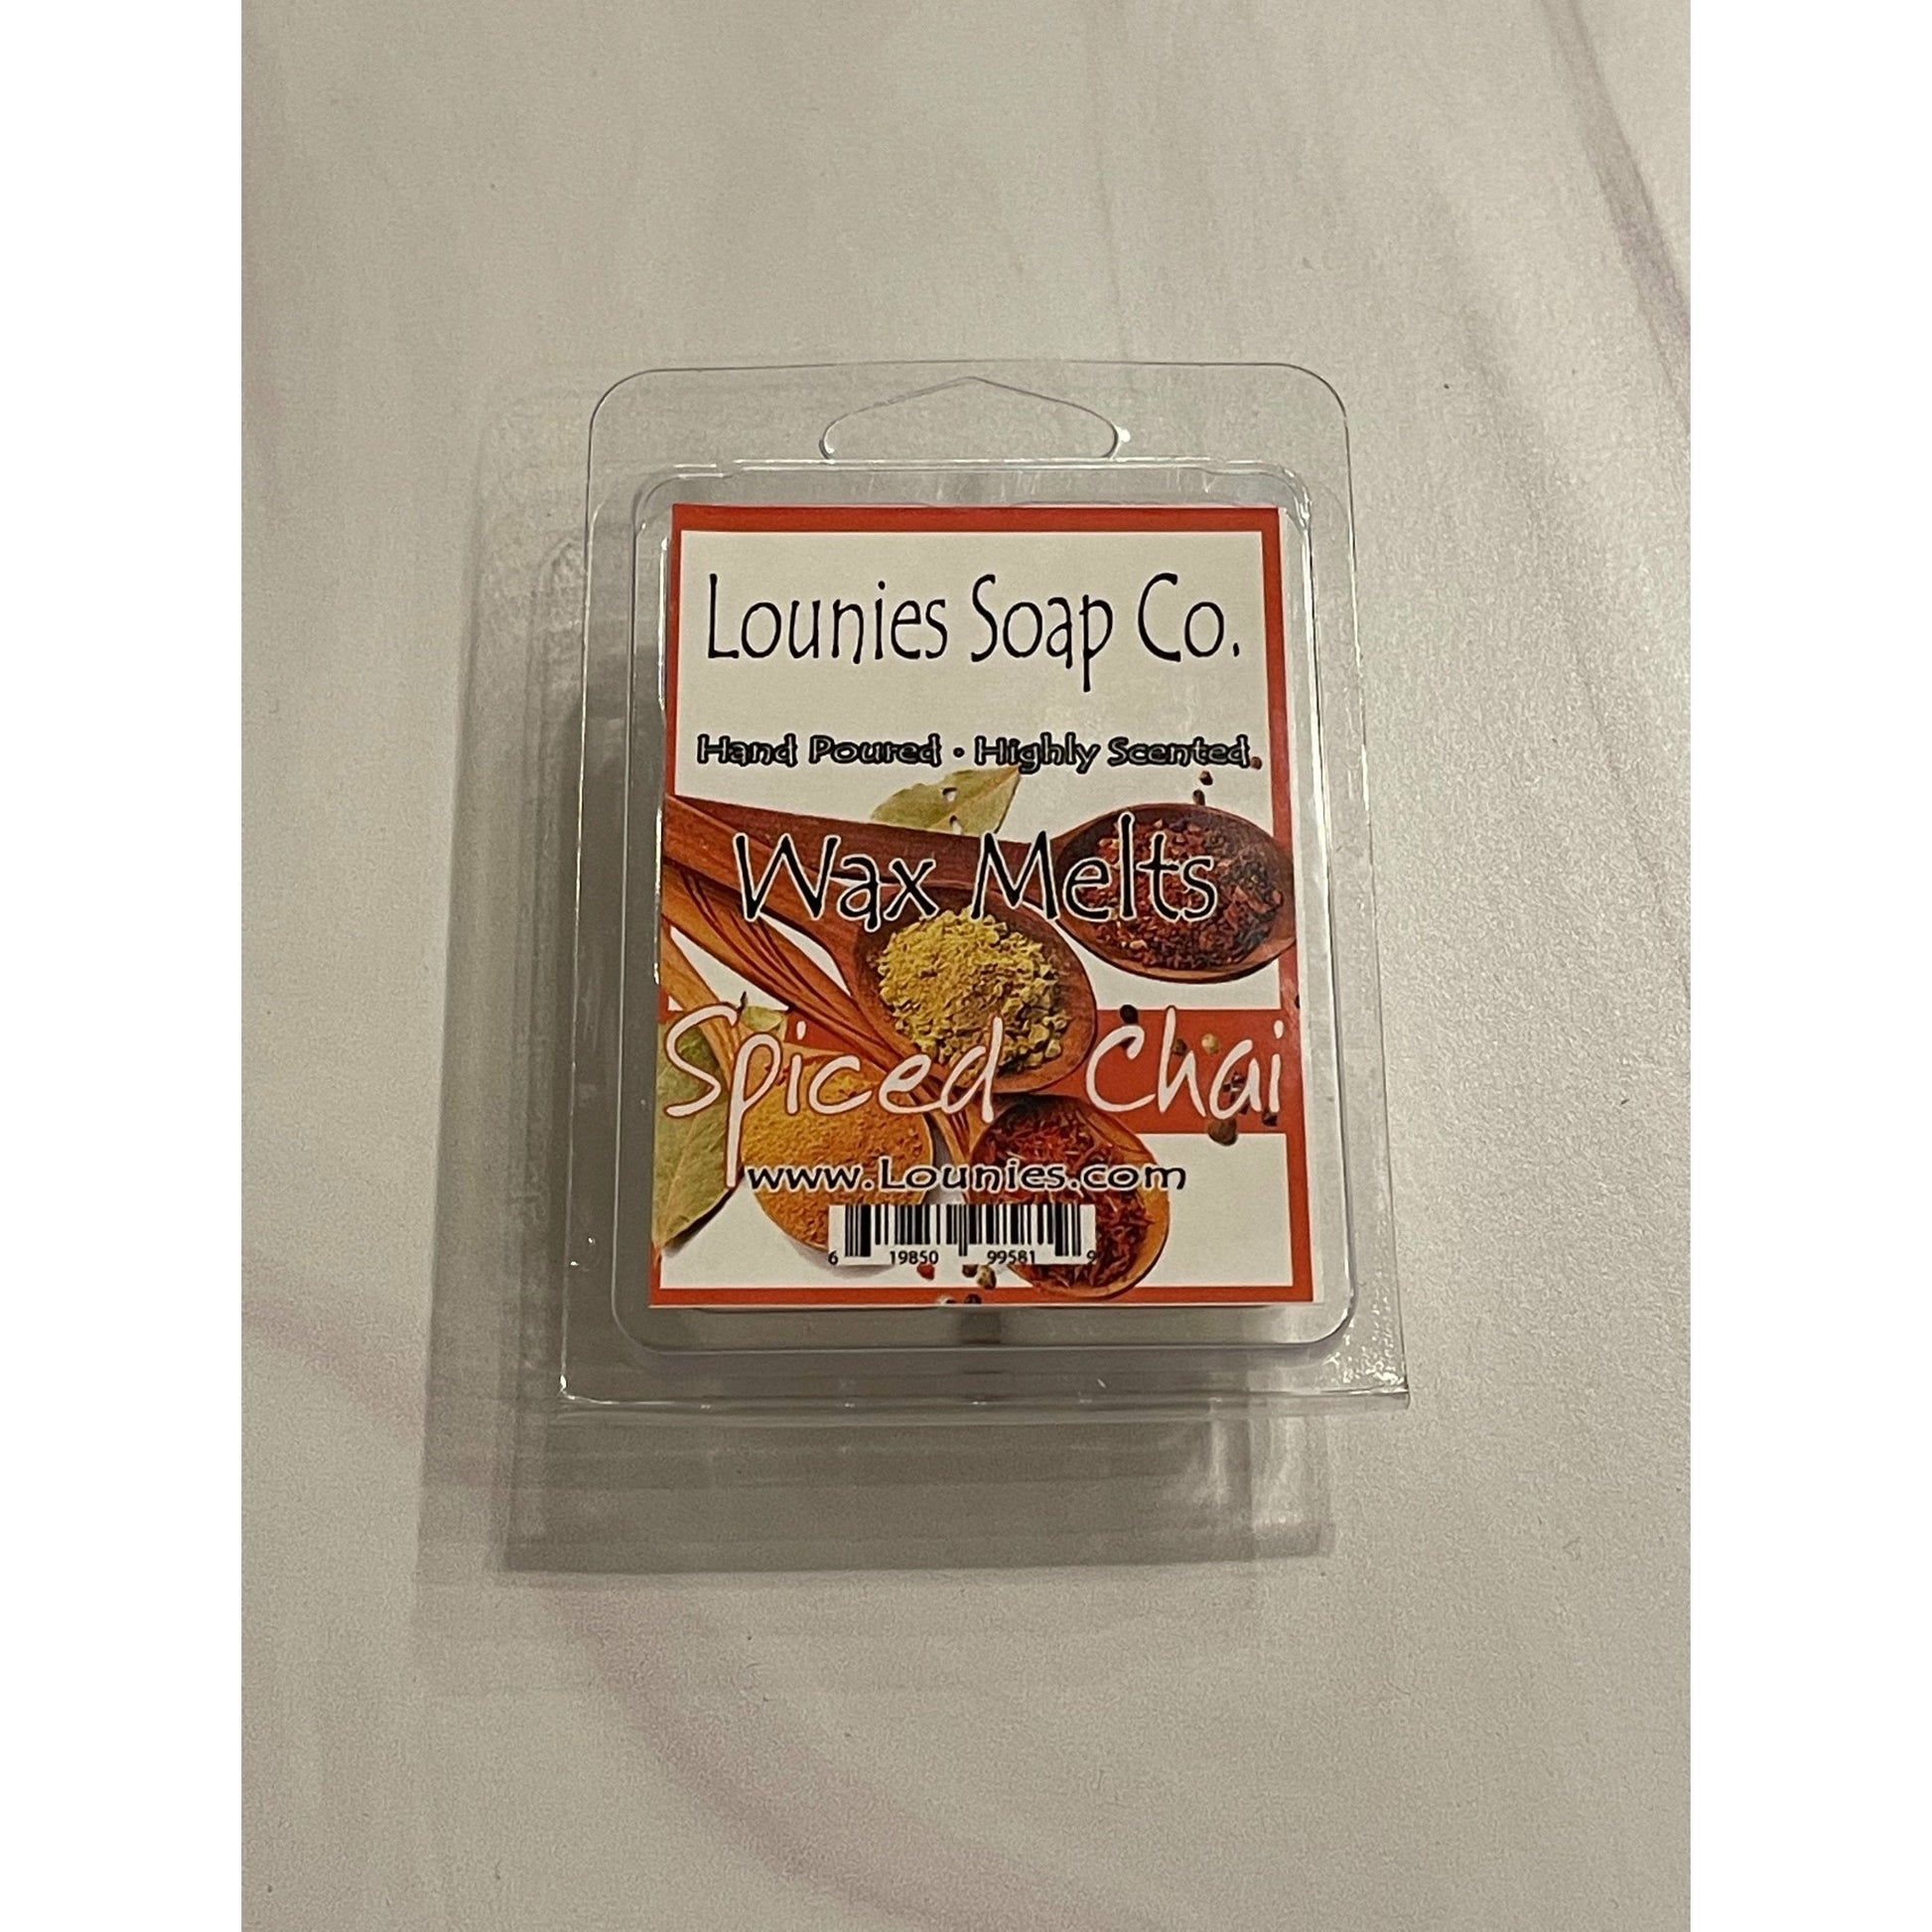 Lounies Soap Co.
Hand Poured • Highly Scented
Wax Melts
Spiced Chai
www.Lounies.com
6 19850 99581 9